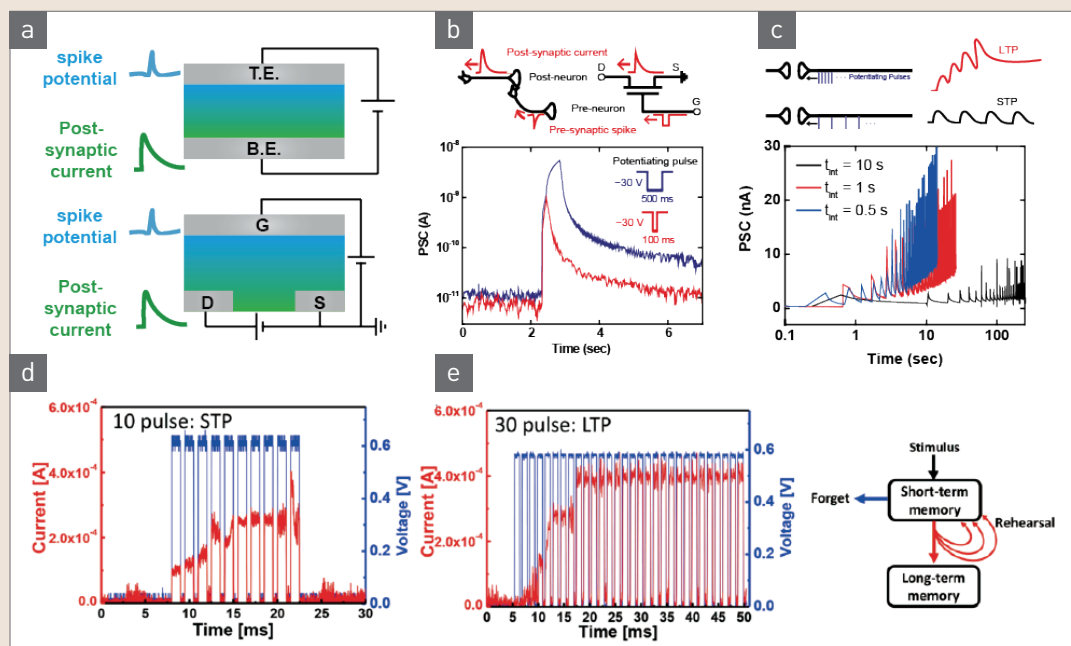 a
spike
potential
T.E.
Post-
synaptic
current
B.E.
spike
potential
G
Post-
synaptic
current
D
S
b
Post-synaptic current
D
S
Post-neuron
Pre-neuron
G
Pre-synaptic spike
10⁻⁸
10⁻⁹
10⁻¹⁰
10⁻¹¹
PSC (A)
Potentiating pulse
−30 V
500 ms
−30 V
100 ms
0 2 4 6
Time (sec)
c
LTP
Potentiating Pulses
STP
30
20
10
0
PSC (nA)
t_int = 10 s
t_int = 1 s
t_int = 0.5 s
0.1 1 10 100
Time (sec)
d
10 pulse: STP
6.0x10⁻⁴
4.0x10⁻⁴
2.0x10⁻⁴
0.0
Current [A]
0.6
0.4
0.2
0.0
Voltage [V]
0 5 10 15 20 25 30
Time [ms]
e
30 pulse: LTP
6.0x10⁻⁴
4.0x10⁻⁴
2.0x10⁻⁴
0.0
Current [A]
0.6
0.4
0.2
0.0
Voltage [V]
0 5 10 15 20 25 30 35 40 45 50
Time [ms]
Stimulus
Forget
Short-term
memory
Rehearsal
Long-term
memory